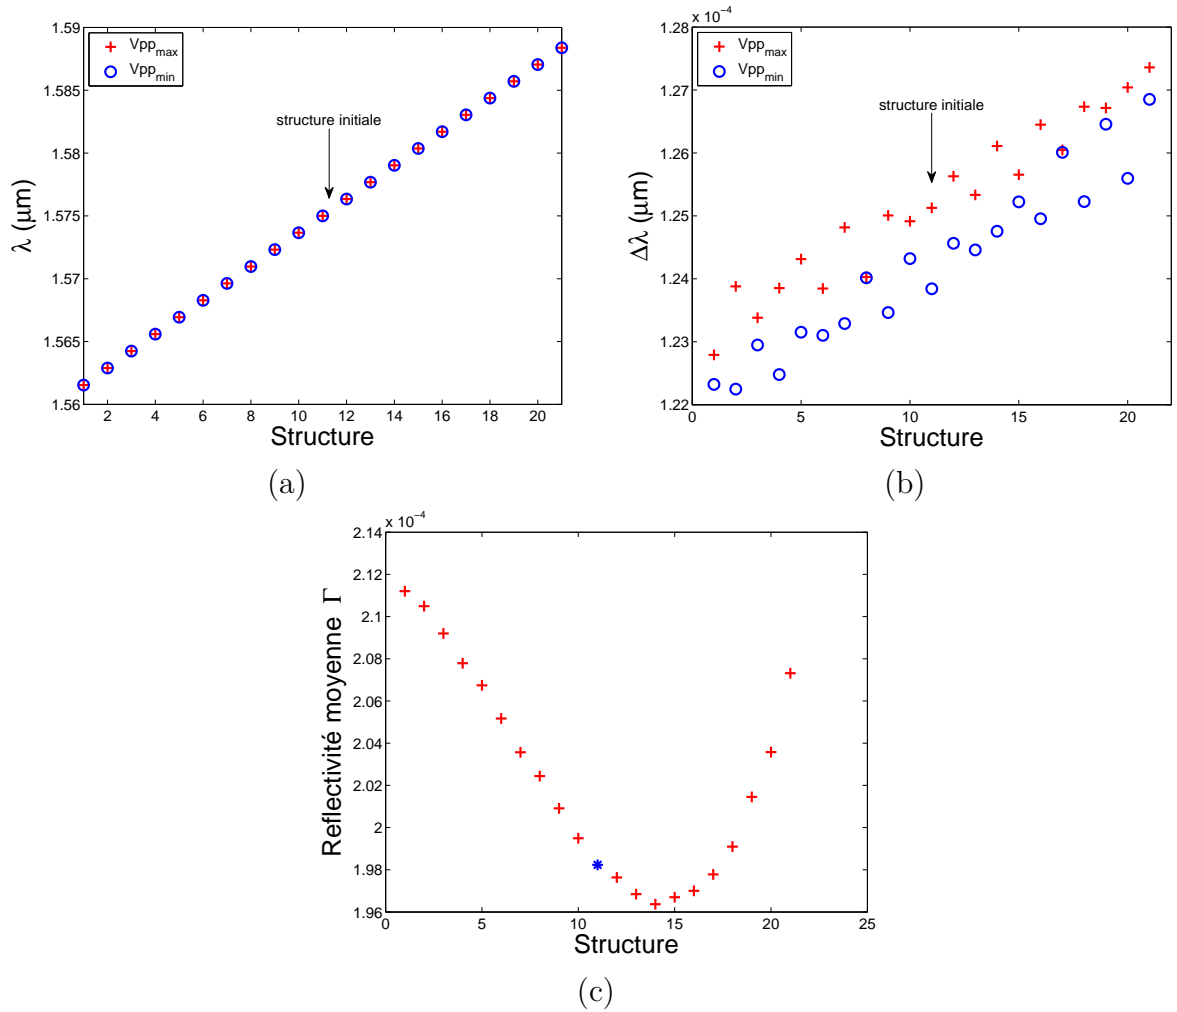 1.59
1.585
1.58
1.575
1.57
1.565
1.56
λ (µm)
Vpp_max
Vpp_min
structure initiale
2 4 6 8 10 12 14 16 18 20
Structure
(a)
x 10⁻⁴
1.28
1.27
1.26
1.25
1.24
1.23
1.22
Δλ (µm)
Vpp_max
Vpp_min
structure initiale
0 5 10 15 20
Structure
(b)
x 10⁻⁴
2.14
2.12
2.1
2.08
2.06
2.04
2.02
2
1.98
1.96
Reflectivité moyenne Γ
0 5 10 15 20 25
Structure
(c)